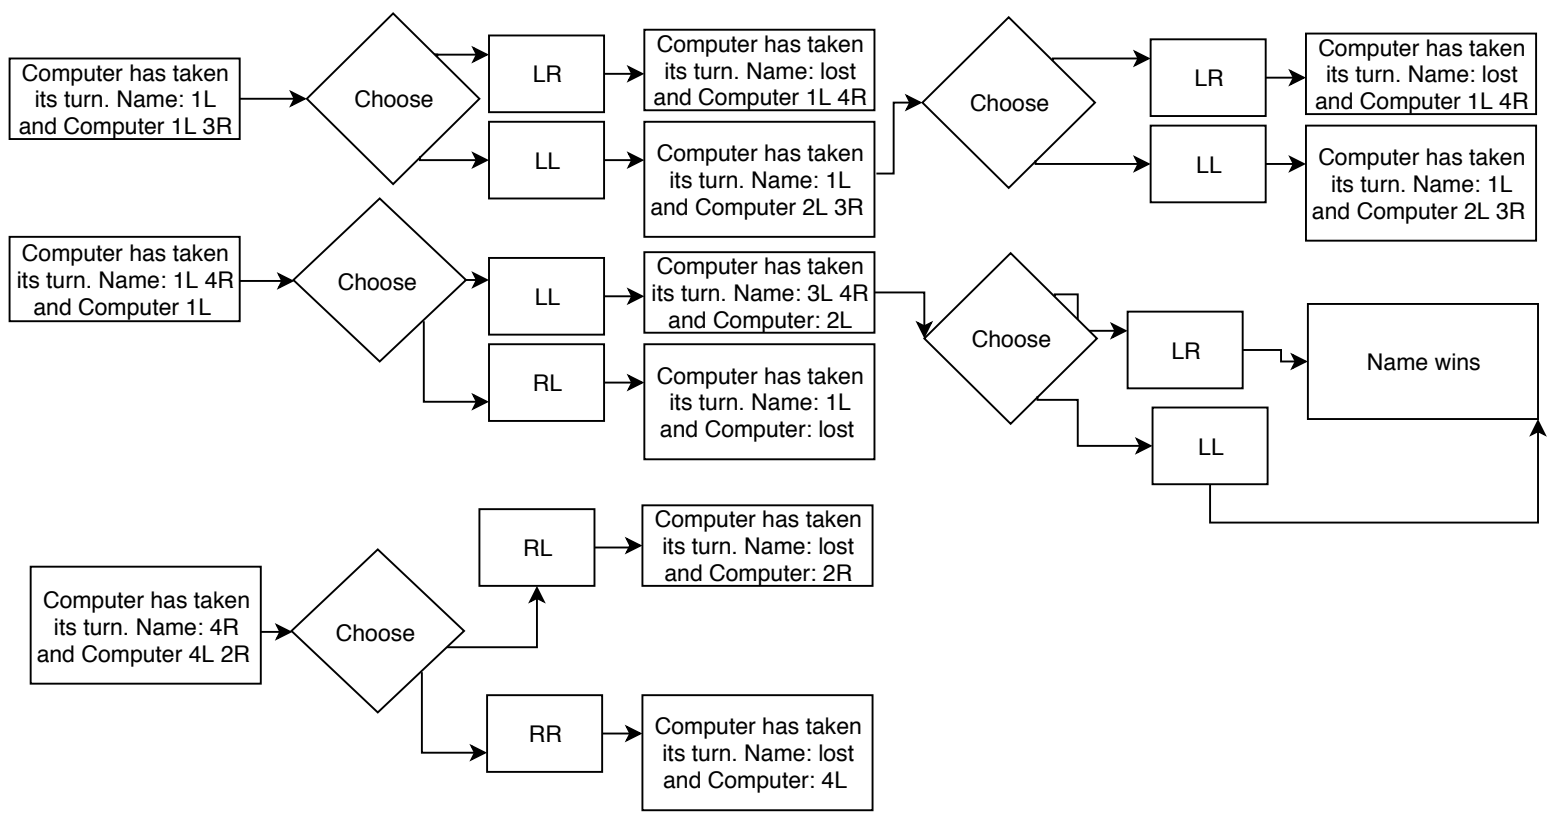 Computer has taken
its turn. Name: 1L
and Computer 1L 3R
Choose
LR
Computer has taken
its turn. Name: lost
and Computer 1L 4R
LL
Computer has taken
its turn. Name: 1L
and Computer 2L 3R
Choose
LR
Computer has taken
its turn. Name: lost
and Computer 1L 4R
LL
Computer has taken
its turn. Name: 1L
and Computer 2L 3R
Computer has taken
its turn. Name: 1L 4R
and Computer 1L
Choose
LL
Computer has taken
its turn. Name: 3L 4R
and Computer: 2L
RL
Computer has taken
its turn. Name: 1L
and Computer: lost
Choose
LR
Name wins
LL
Computer has taken
its turn. Name: 4R
and Computer 4L 2R
Choose
RL
Computer has taken
its turn. Name: lost
and Computer: 2R
RR
Computer has taken
its turn. Name: lost
and Computer: 4L